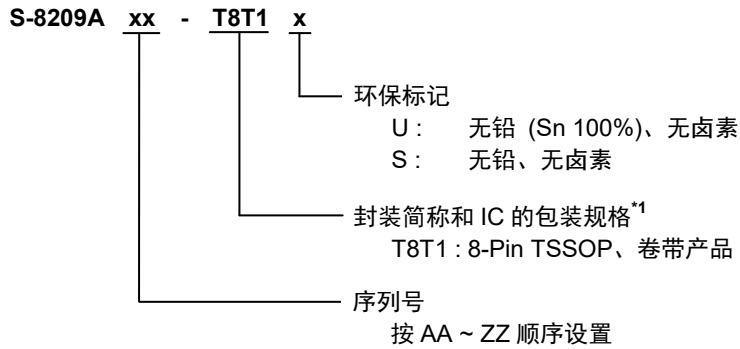 S-8209A xx - T8T1 x
环保标记
U : 无铅 (Sn 100%)、无卤素
S : 无铅、无卤素
封装简称和 IC 的包装规格*1
T8T1 : 8-Pin TSSOP、卷带产品
序列号
按 AA ~ ZZ 顺序设置